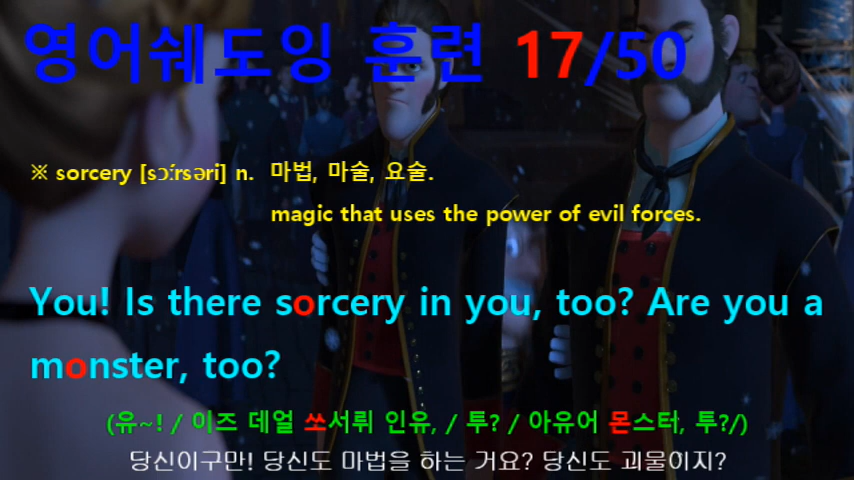 영어쉐도잉 훈련 17/50
※ sorcery [sɔ́ːrsəri] n. 마법, 마술, 요술.
magic that uses the power of evil forces.
You! Is there sorcery in you, too? Are you a
monster, too?
(유~! / 이즈 데얼 쏘서뤼 인유, / 투? / 아유어 몬스터, 투?/)
당신이구만! 당신도 마법을 하는 거요? 당신도 괴물이지?